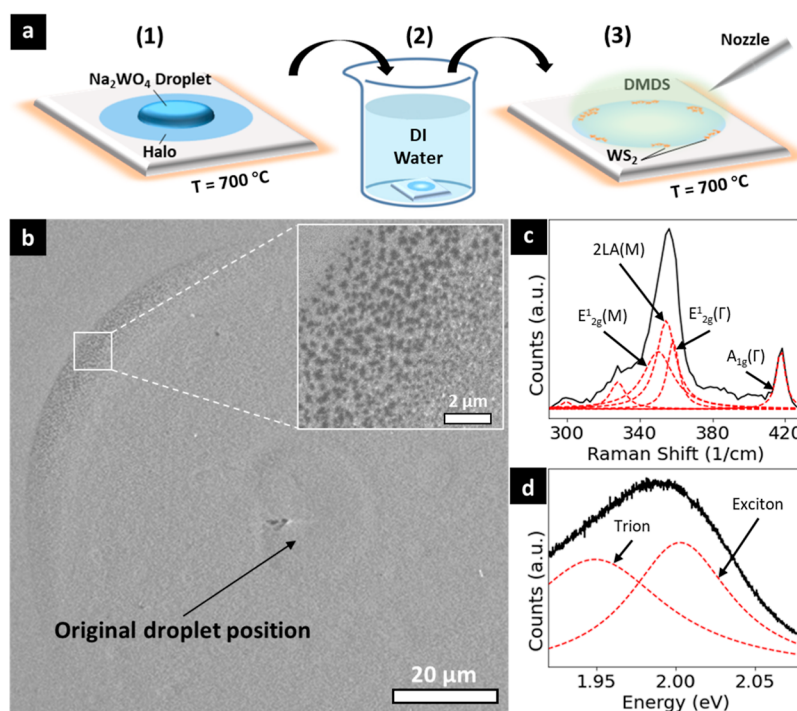 a
(1)
(2)
(3)
Na₂WO₄ Droplet
Halo
T = 700 °C
DI
Water
Nozzle
DMDS
WS₂
T = 700 °C
b
2 µm
Original droplet position
20 µm
c
Counts (a.u.)
2LA(M)
E¹₂g(M)
E¹₂g(Γ)
A₁g(Γ)
300 340 380 420
Raman Shift (1/cm)
d
Counts (a.u.)
Trion
Exciton
1.95 2.00 2.05
Energy (eV)